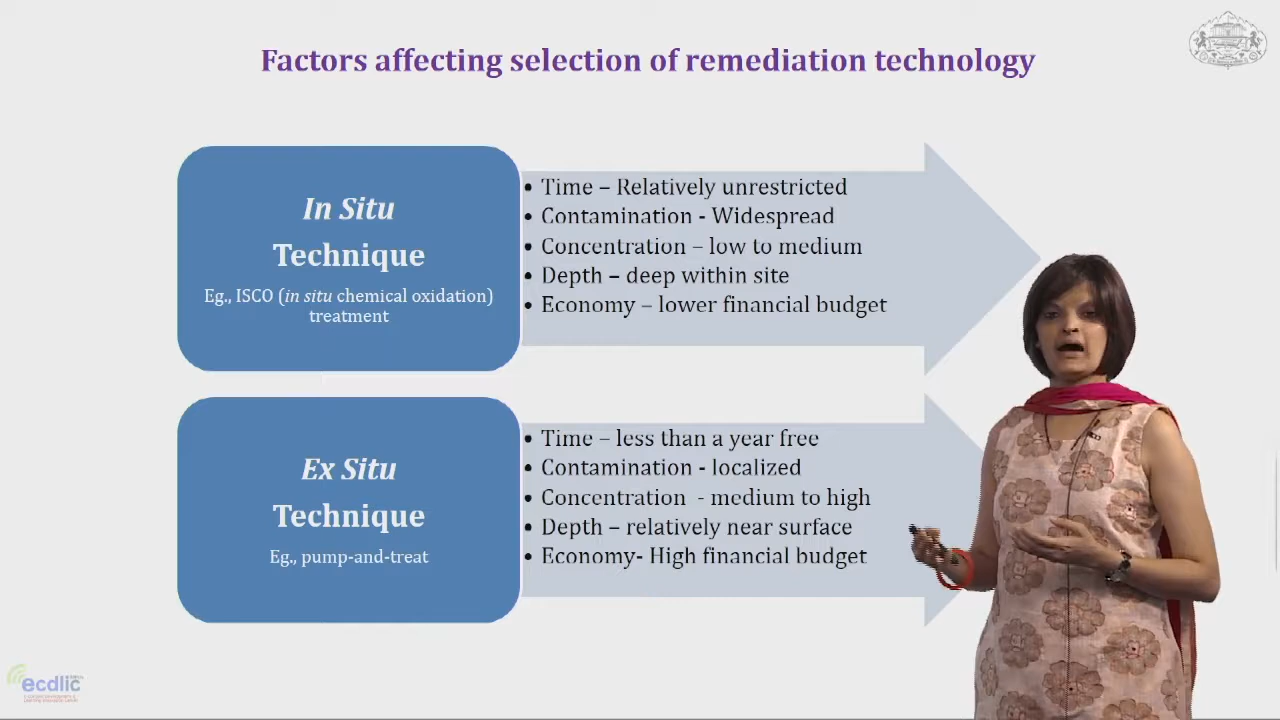 Factors affecting selection of remediation technology
In Situ
Technique
Eg., ISCO (in situ chemical oxidation)
treatment
• Time – Relatively unrestricted
• Contamination - Widespread
• Concentration – low to medium
• Depth – deep within site
• Economy – lower financial budget
Ex Situ
Technique
Eg., pump-and-treat
• Time – less than a year free
• Contamination - localized
• Concentration - medium to high
• Depth – relatively near surface
• Economy- High financial budget
ecdlic